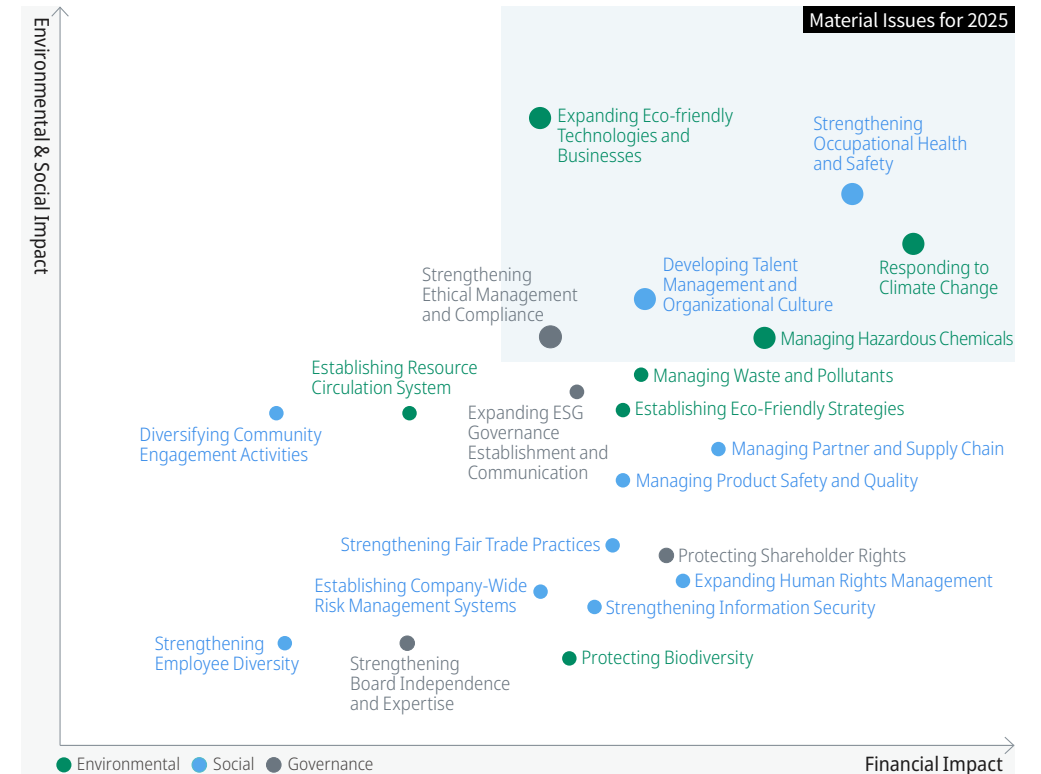 Material Issues for 2025
Environmental & Social Impact
Expanding Eco-friendly
Technologies and
Businesses
Strengthening
Occupational Health
and Safety
Responding to
Climate Change
Developing Talent
Management and
Organizational Culture
Strengthening
Ethical Management
and Compliance
Managing Hazardous Chemicals
Establishing Resource
Circulation System
Managing Waste and Pollutants
Expanding ESG
Governance
Establishment and
Communication
Establishing Eco-Friendly Strategies
Diversifying Community
Engagement Activities
Managing Partner and Supply Chain
Managing Product Safety and Quality
Strengthening Fair Trade Practices
Protecting Shareholder Rights
Establishing Company-Wide
Risk Management Systems
Expanding Human Rights Management
Strengthening Information Security
Strengthening
Employee Diversity
Strengthening
Board Independence
and Expertise
Protecting Biodiversity
Environmental
Social
Governance
Financial Impact